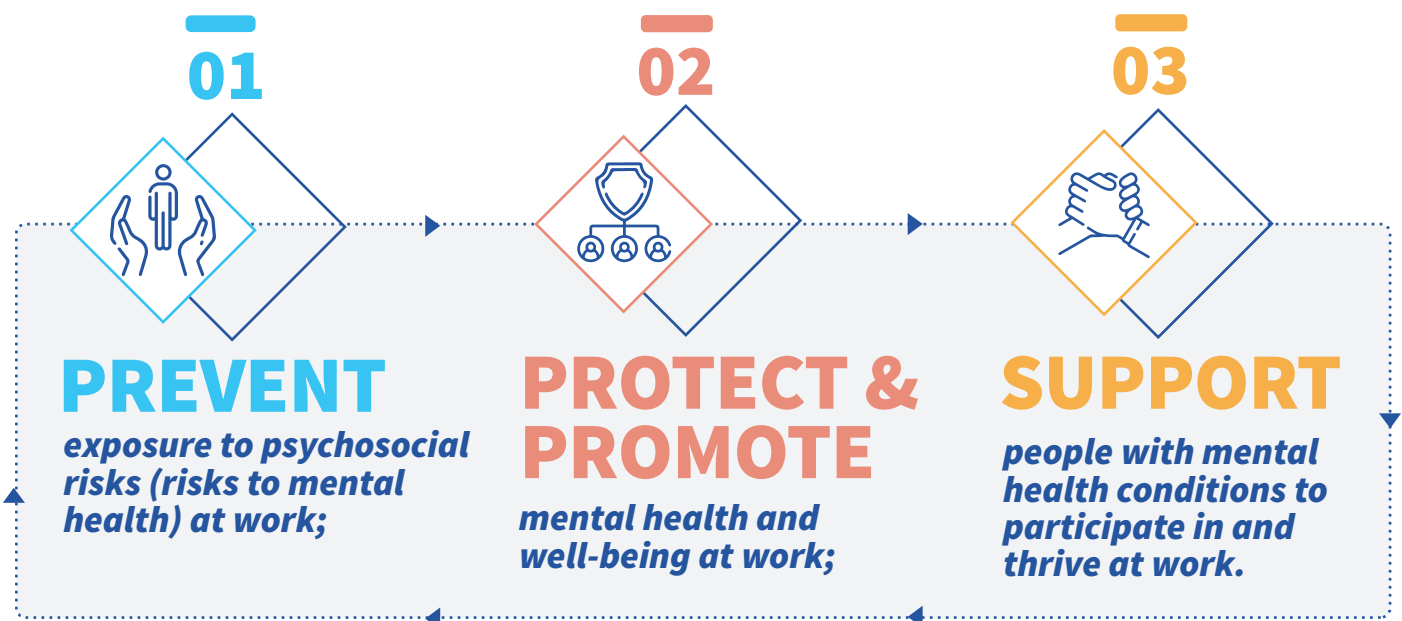 01
PREVENT
exposure to psychosocial
risks (risks to mental
health) at work;
02
PROTECT &
PROMOTE
mental health and
well-being at work;
03
SUPPORT
people with mental
health conditions to
participate in and
thrive at work.